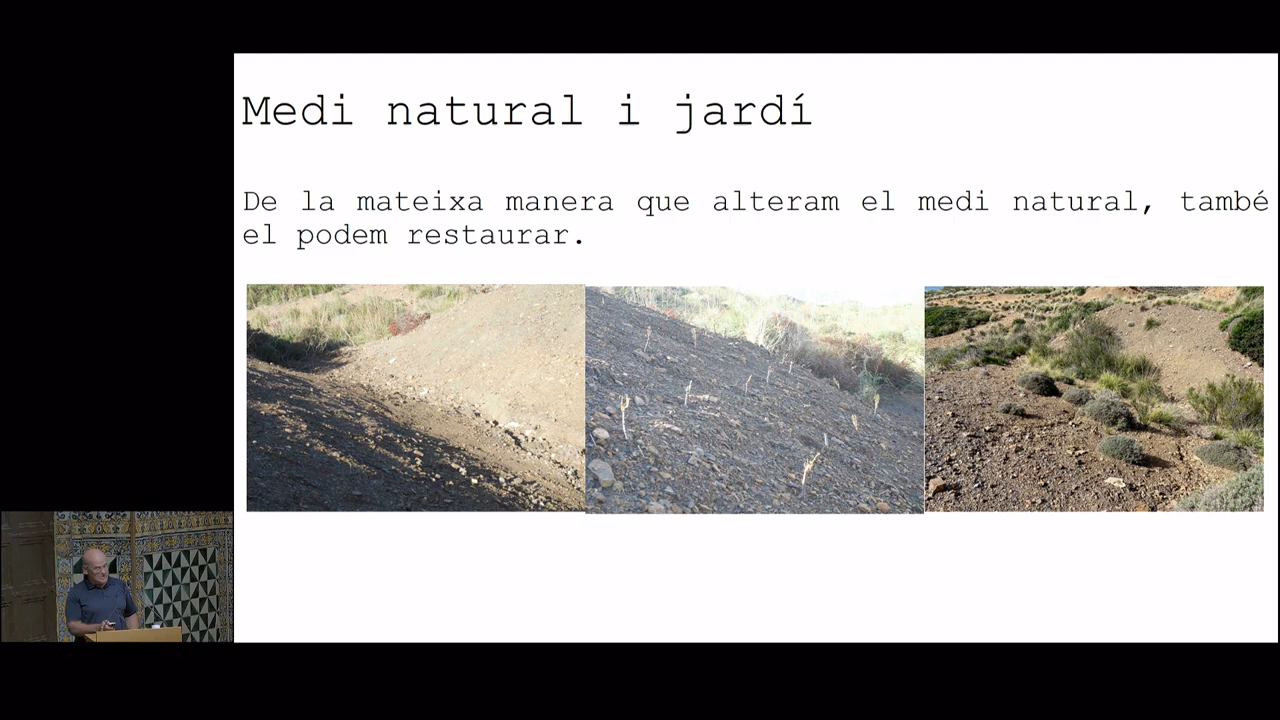 Medi natural i jardí
De la mateixa manera que alteram el medi natural, també
el podem restaurar.